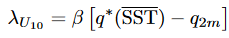 λ_{U_{10}} = β [q*(\overline{SST}) − q_{2m}]